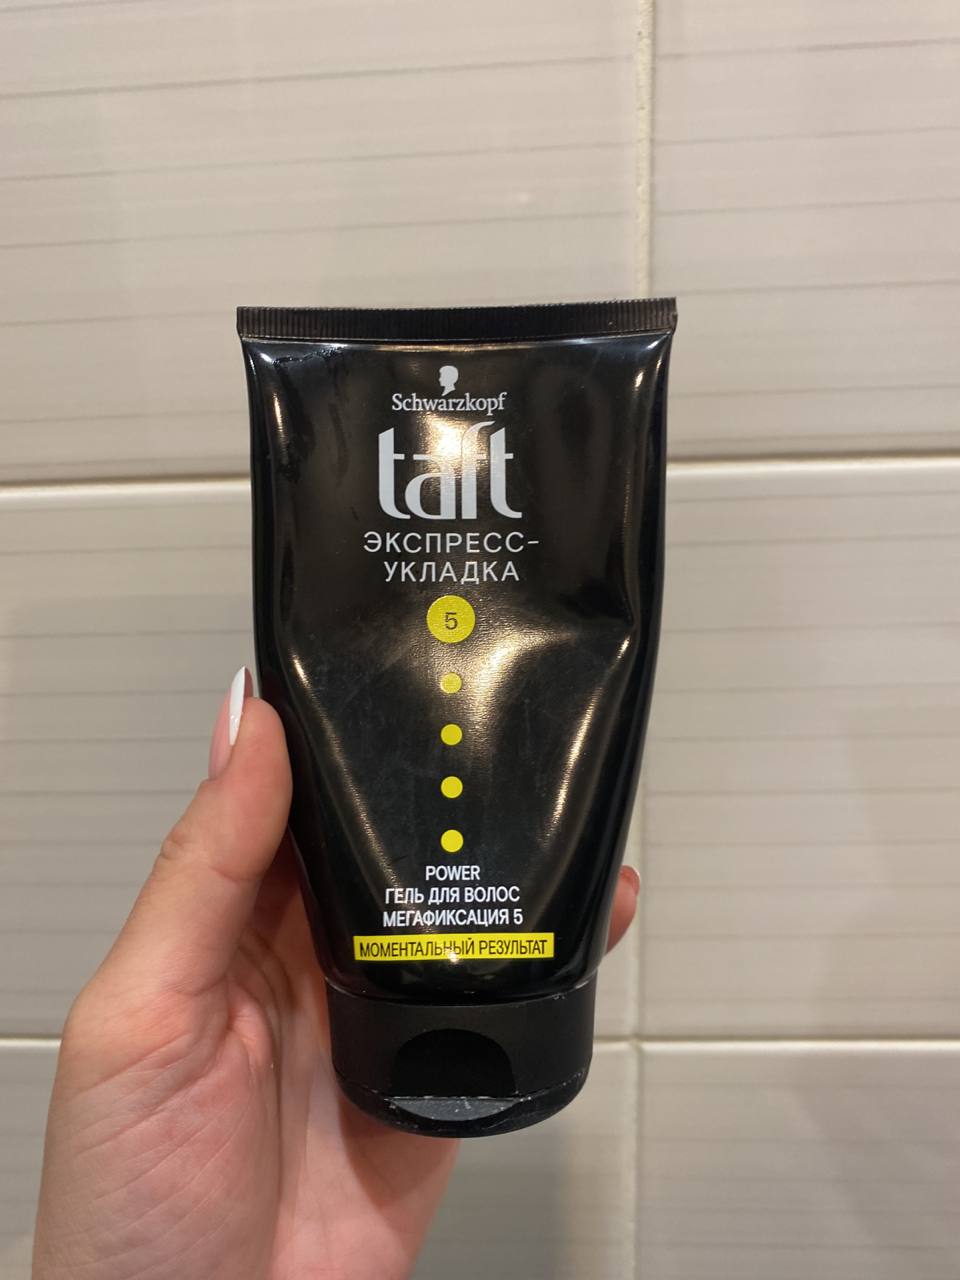 Schwarzkopf
taft
ЭКСПРЕСС-
УКЛАДКА
5
POWER
ГЕЛЬ ДЛЯ ВОЛОС
МЕГАФИКСАЦИЯ 5
МОМЕНТАЛЬНЫЙ РЕЗУЛЬТАТ